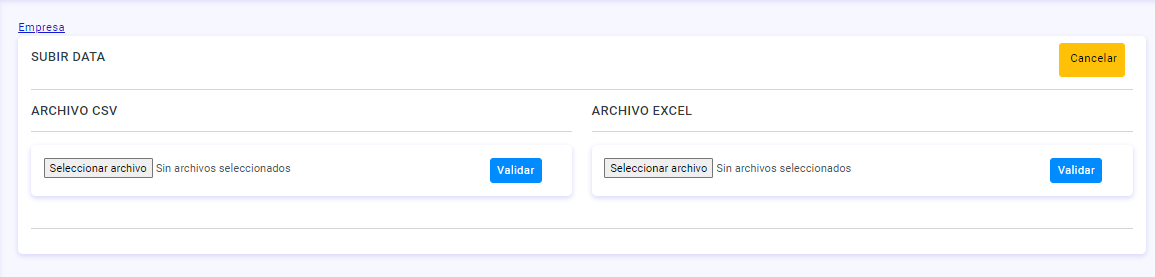 Empresa
SUBIR DATA
Cancelar
ARCHIVO CSV
ARCHIVO EXCEL
Seleccionar archivo Sin archivos seleccionados
Validar
Seleccionar archivo Sin archivos seleccionados
Validar